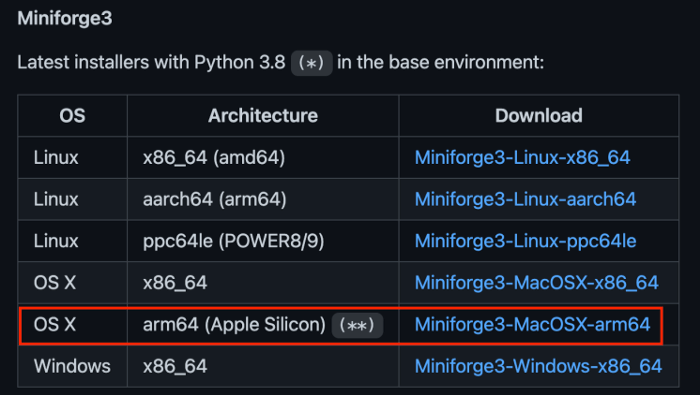 Miniforge3
Latest installers with Python 3.8 (*) in the base environment:
OS Architecture Download
Linux x86_64 (amd64) Miniforge3-Linux-x86_64
Linux aarch64 (arm64) Miniforge3-Linux-aarch64
Linux ppc64le (POWER8/9) Miniforge3-Linux-ppc64le
OS X x86_64 Miniforge3-MacOSX-x86_64
OS X arm64 (Apple Silicon) (**) Miniforge3-MacOSX-arm64
Windows x86_64 Miniforge3-Windows-x86_64